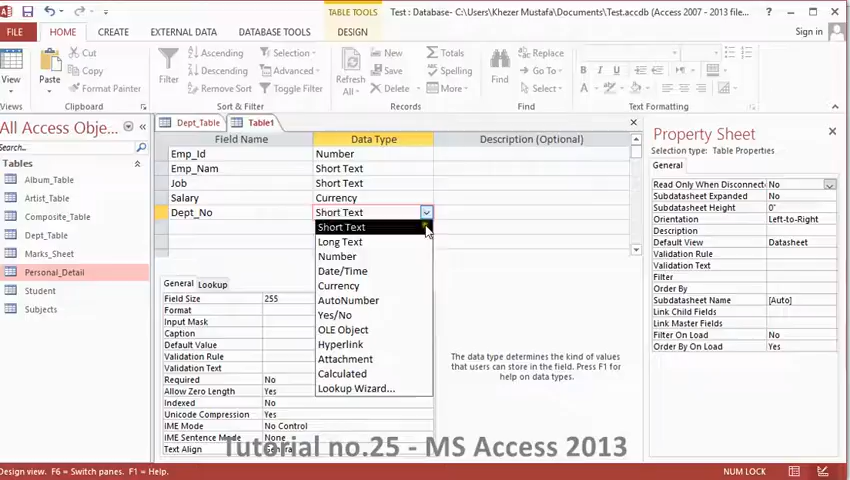 TABLE TOOLS
Test : Database- C:\Users\Khezer Mustafa\Documents\Test.accdb (Access 2007 - 2013 file...
FILE HOME CREATE EXTERNAL DATA DATABASE TOOLS DESIGN
Sign in
View
Views
Paste
Cut
Copy
Format Painter
Clipboard
Filter
Ascending
Descending
Remove Sort
Selection
Advanced
Toggle Filter
Sort & Filter
Refresh
All
New
Save
Delete
Totals
Spelling
More
Records
Find
Replace
Go To
Select
Find
B I U
Text Formatting
All Access Obje...
Search...
Tables
Album_Table
Artist_Table
Composite_Table
Dept_Table
Marks_Sheet
Personal_Detail
Student
Subjects
Dept_Table Table1
Field Name Data Type Description (Optional)
Emp_Id Number
Emp_Nam Short Text
Job Short Text
Salary Currency
Dept_No Short Text
Short Text
Long Text
Number
Date/Time
Currency
AutoNumber
Yes/No
OLE Object
Hyperlink
Attachment
Calculated
Lookup Wizard...
General Lookup
Field Size 255
Format
Input Mask
Caption
Default Value
Validation Rule
Validation Text
Required No
Allow Zero Length Yes
Indexed No
Unicode Compression Yes
IME Mode No Control
IME Sentence Mode None
Text Align General
The data type determines the kind of values
that users can store in the field. Press F1 for
help on data types.
Property Sheet
Selection type: Table Properties
General
Read Only When Disconnect No
Subdatasheet Expanded No
Subdatasheet Height 0"
Orientation Left-to-Right
Description
Default View Datasheet
Validation Rule
Validation Text
Filter
Order By
Subdatasheet Name [Auto]
Link Child Fields
Link Master Fields
Filter On Load No
Order By On Load Yes
Tutorial no.25 - MS Access 2013
Design view. F6 = Switch panels. F1 = Help.
NUM LOCK